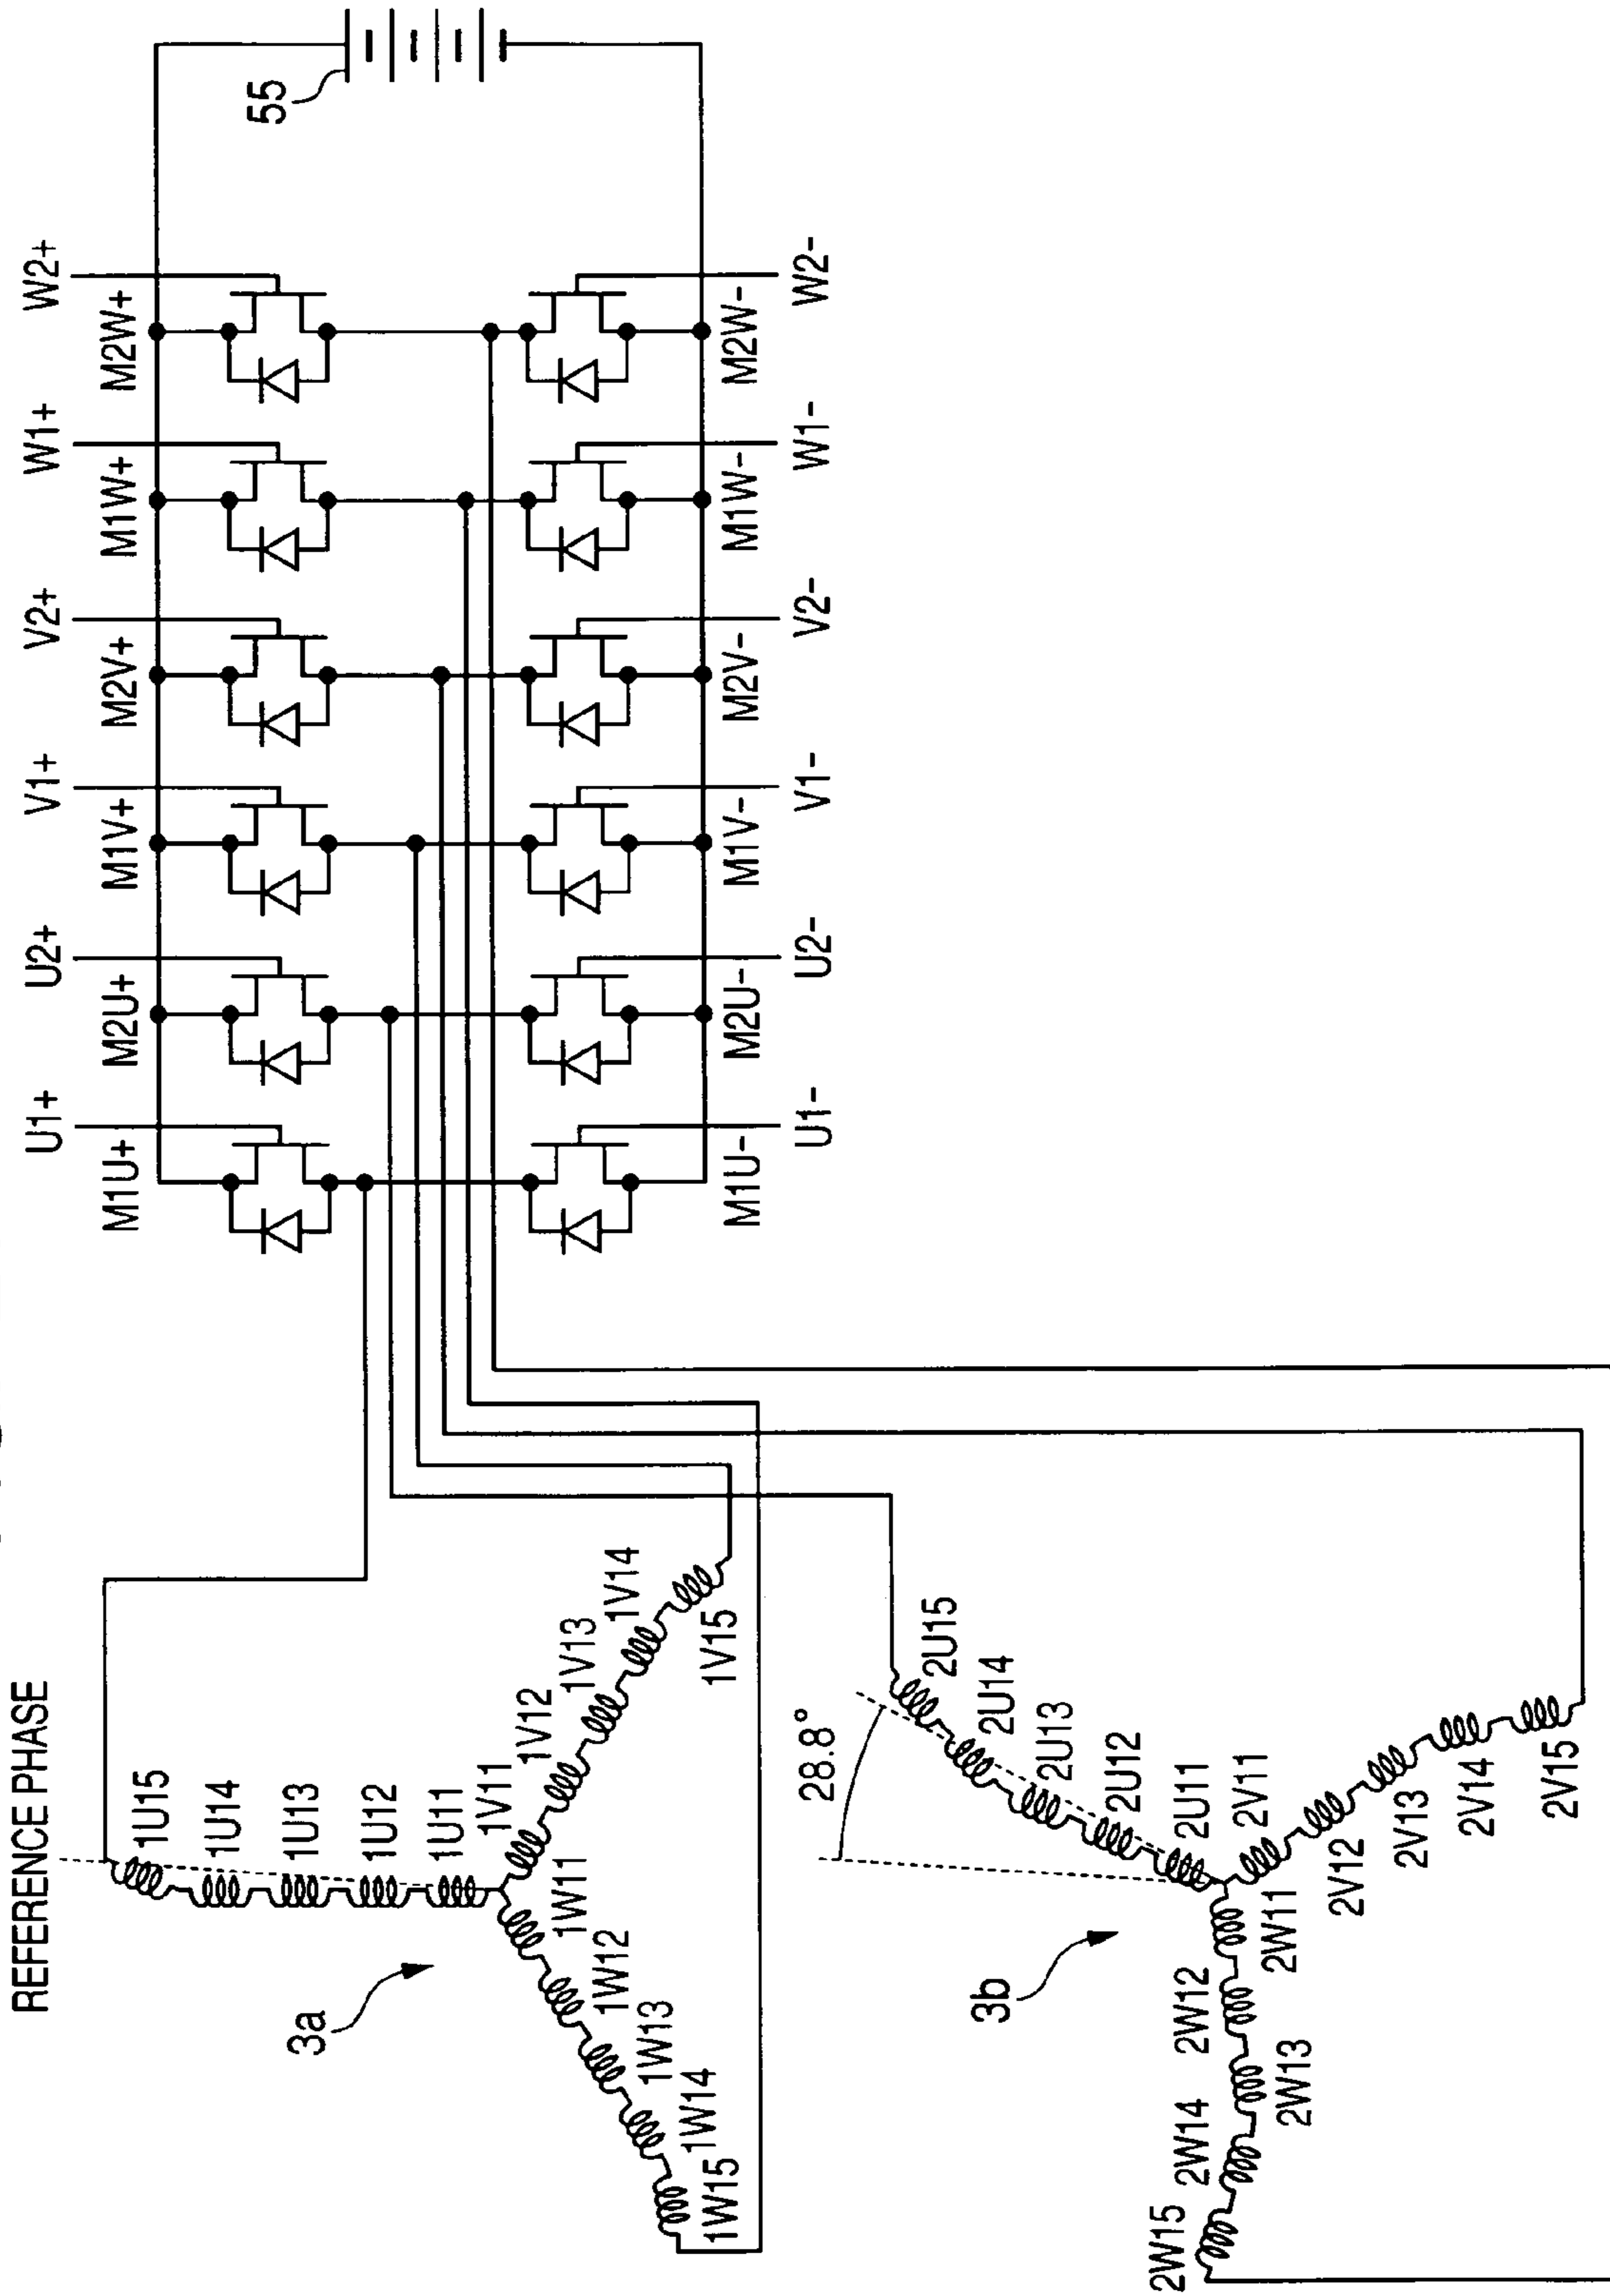 REFERENCE PHASE
1U15
1U14
1U13
1U12
1U11
1V11
1V12
1V13
1V14
1V15
1W11
1W12
1W13
1W14
1W15
3a
28.8°
2U15
2U14
2U13
2U12
2U11
2V11
2V12
2V13
2V14
2V15
2W11
2W12
2W13
2W14
2W15
3b
U1+
U2+
V1+
V2+
W1+
W2+
M1U+
M2U+
M1V+
M2V+
M1W+
M2W+
55
M1U-
M2U-
M1V-
M2V-
M1W-
M2W-
U1-
U2-
V1-
V2-
W1-
W2-